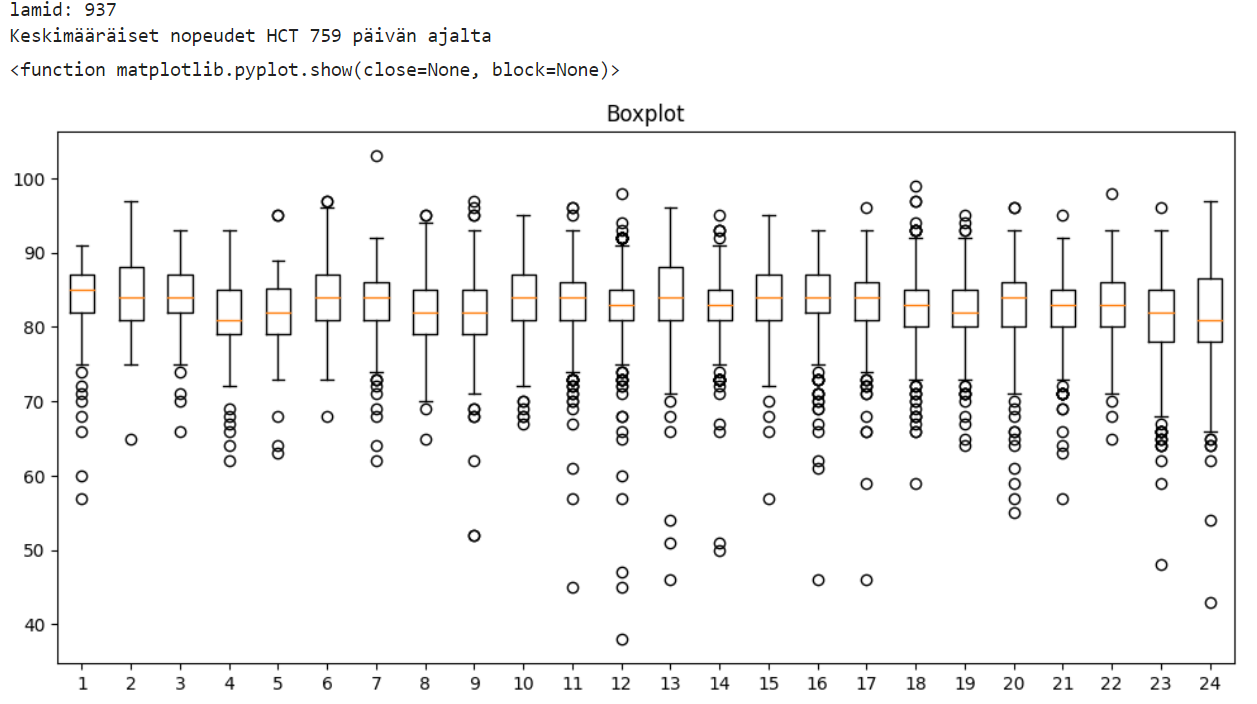 lamid: 937
Keskimääräiset nopeudet HCT 759 päivän ajalta
<function matplotlib.pyplot.show(close=None, block=None)>
Boxplot
100
90
80
70
60
50
40
1 2 3 4 5 6 7 8 9 10 11 12 13 14 15 16 17 18 19 20 21 22 23 24